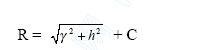 R = √(γ² + h²) + C